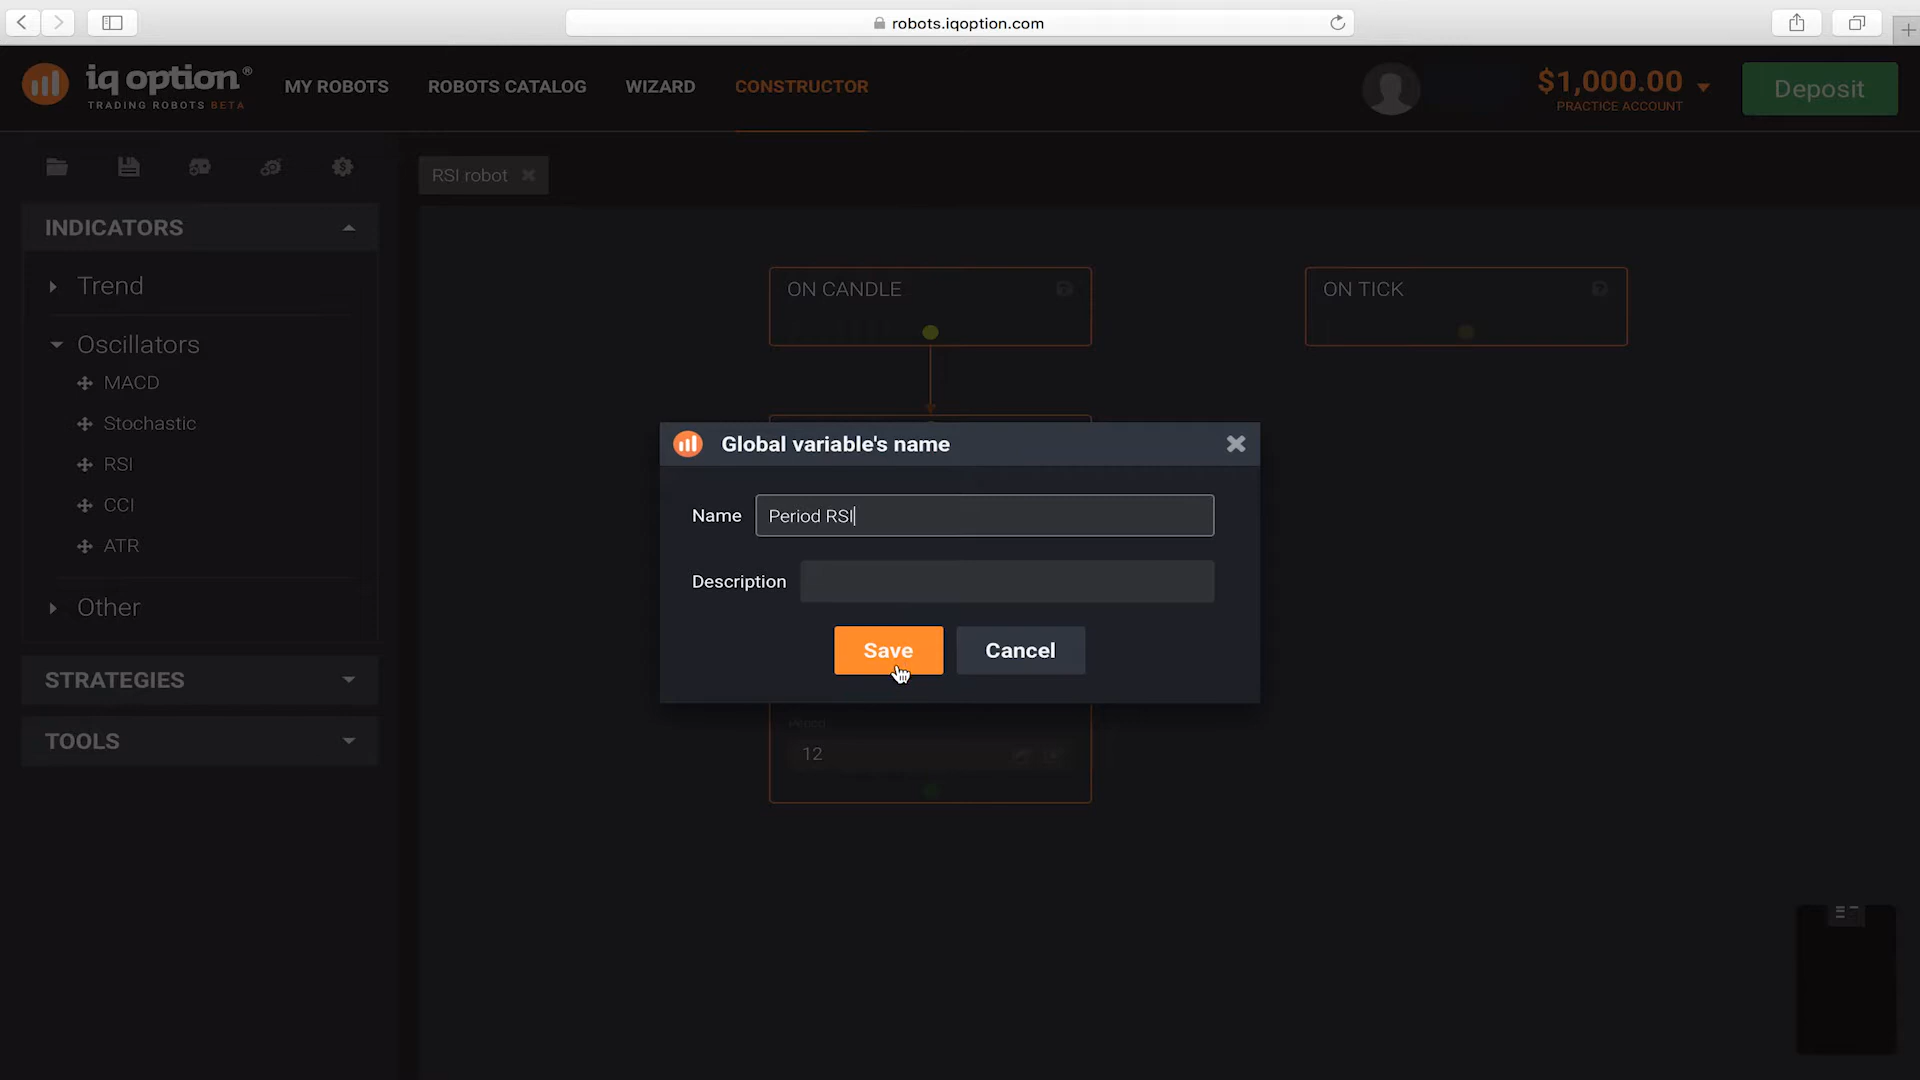 robots.iqoption.com
iq option®
TRADING ROBOTS BETA
MY ROBOTS
ROBOTS CATALOG
WIZARD
CONSTRUCTOR
$1,000.00
PRACTICE ACCOUNT
Deposit
RSI robot
INDICATORS
Trend
Oscillators
MACD
Stochastic
RSI
CCI
ATR
Other
STRATEGIES
TOOLS
ON CANDLE
ON TICK
Global variable's name
Name
Period RSI
Description
Save
Cancel
Period
12